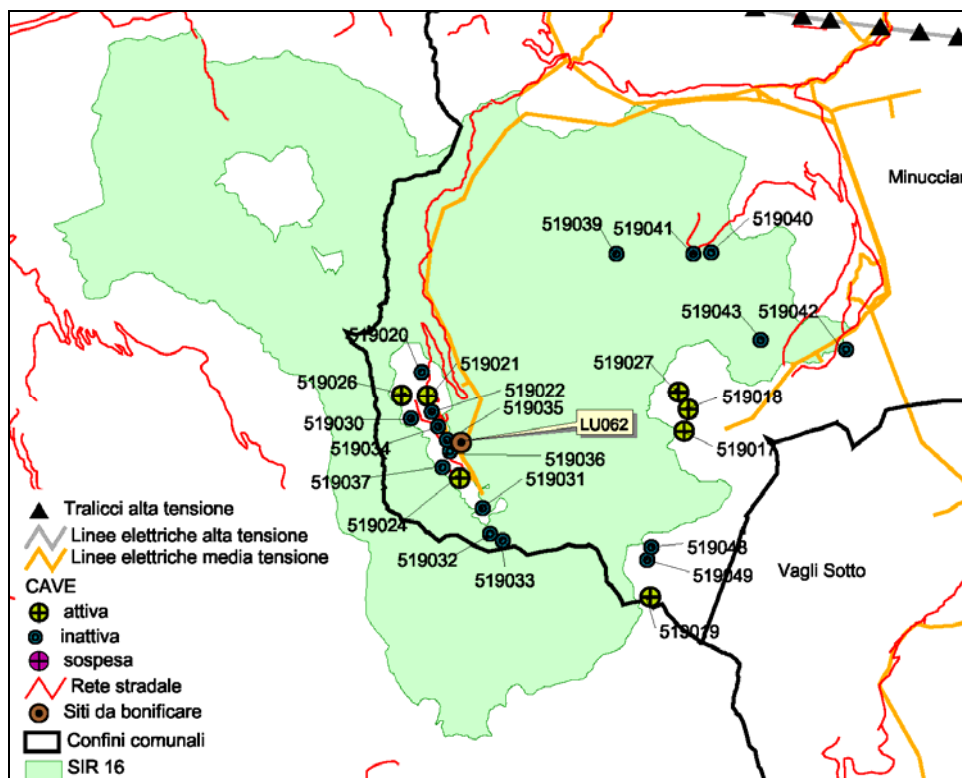 Minuccian
519039
519041
519040
519043
519042
519020
519021
519027
519026
519022
519018
519035
519030
LU062
519034
519017
519036
519037
519031
519024
519048
519032
519049
519033
Vagli Sotto
519019
Tralicci alta tensione
Linee elettriche alta tensione
Linee elettriche media tensione
CAVE
attiva
inattiva
sospesa
Rete stradale
Siti da bonificare
Confini comunali
SIR 16